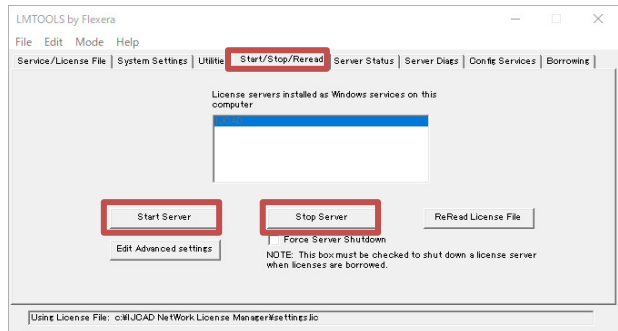 LMTOOLS by Flexera
File Edit Mode Help
Service/License File System Settings Utilities Start/Stop/Reread Server Status Server Diags Config Services Borrowing
License servers installed as Windows services on this
computer
IJCAD
Start Server Stop Server ReRead License File
Edit Advanced settings Force Server Shutdown
NOTE: This box must be checked to shut down a license server
when licenses are borrowed.
Using License File: c:¥IJCAD NetWork License Manager¥settings.lic